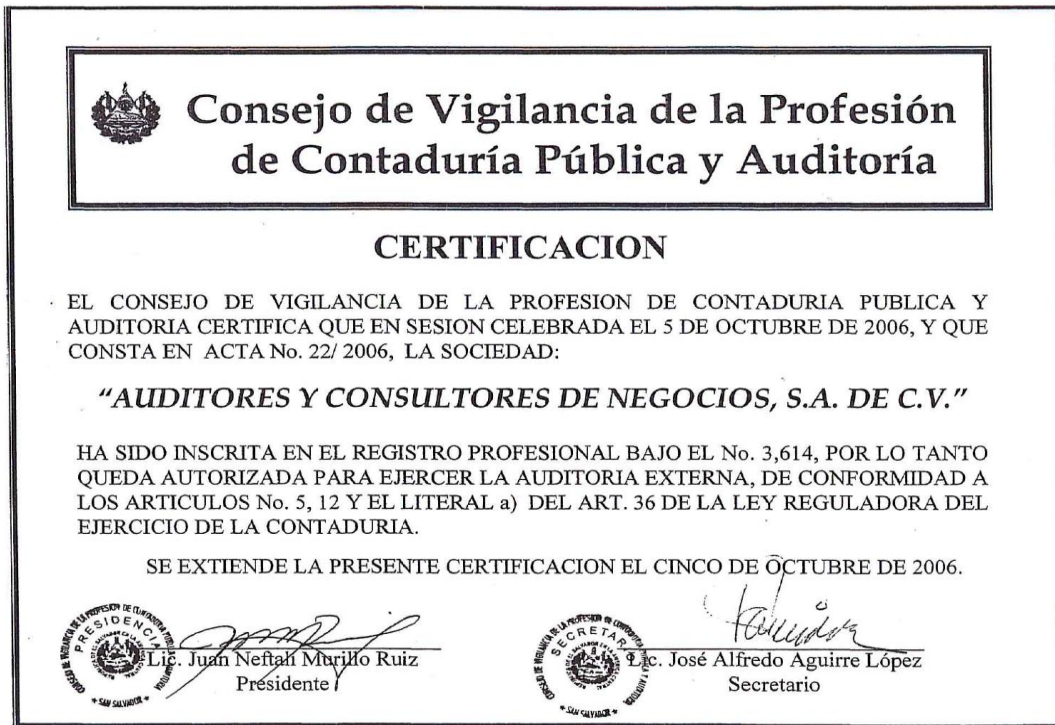 Consejo de Vigilancia de la Profesión
de Contaduría Pública y Auditoría
CERTIFICACION
EL CONSEJO DE VIGILANCIA DE LA PROFESION DE CONTADURIA PUBLICA Y
AUDITORIA CERTIFICA QUE EN SESION CELEBRADA EL 5 DE OCTUBRE DE 2006, Y QUE
CONSTA EN ACTA No. 22/ 2006, LA SOCIEDAD:
"AUDITORES Y CONSULTORES DE NEGOCIOS, S.A. DE C.V."
HA SIDO INSCRITA EN EL REGISTRO PROFESIONAL BAJO EL No. 3,614, POR LO TANTO
QUEDA AUTORIZADA PARA EJERCER LA AUDITORIA EXTERNA, DE CONFORMIDAD A
LOS ARTICULOS No. 5, 12 Y EL LITERAL a) DEL ART. 36 DE LA LEY REGULADORA DEL
EJERCICIO DE LA CONTADURIA.
SE EXTIENDE LA PRESENTE CERTIFICACION EL CINCO DE OCTUBRE DE 2006.
PRESIDENCIA
SAN SALVADOR
Lic. Juan Neftalí Murillo Ruiz
Presidente
SECRETARIA
SAN SALVADOR
Lic. José Alfredo Aguirre López
Secretario